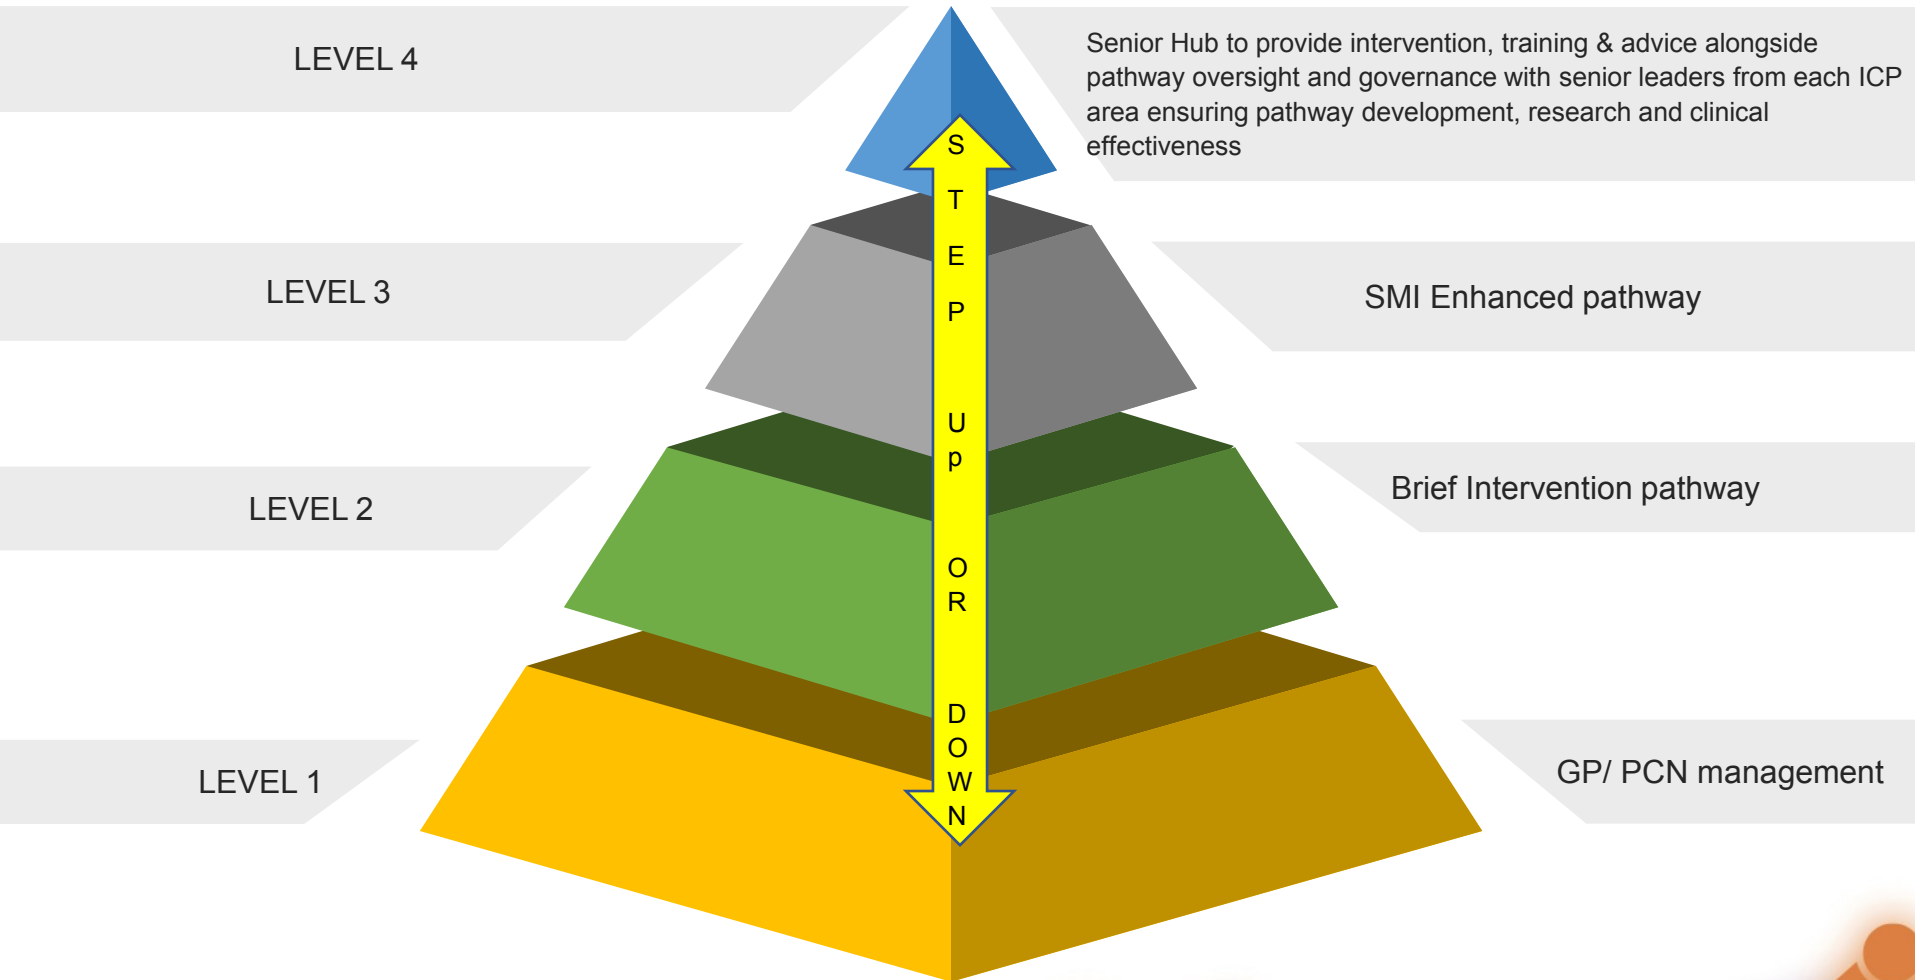 LEVEL 4
Senior Hub to provide intervention, training & advice alongside
pathway oversight and governance with senior leaders from each ICP
area ensuring pathway development, research and clinical
effectiveness
LEVEL 3
SMI Enhanced pathway
LEVEL 2
Brief Intervention pathway
LEVEL 1
GP/ PCN management
S
T
E
P
U
p
O
R
D
O
W
N